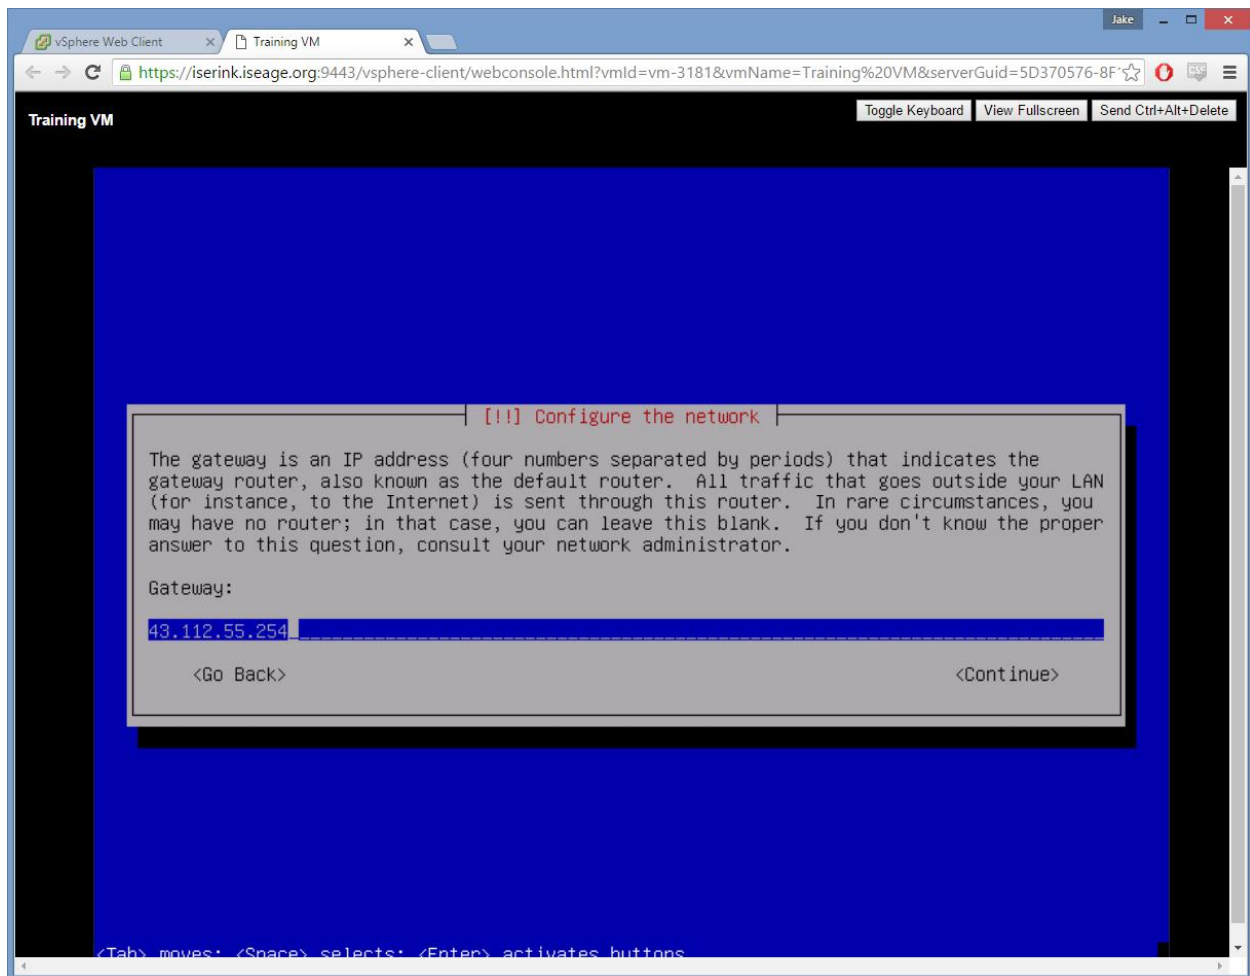 Jake
vSphere Web Client
Training VM
https://iserink.iseage.org:9443/vsphere-client/webconsole.html?vmId=vm-3181&vmName=Training%20VM&serverGuid=5D370576-8F
Training VM
Toggle Keyboard View Fullscreen Send Ctrl+Alt+Delete
[!!] Configure the network
The gateway is an IP address (four numbers separated by periods) that indicates the
gateway router, also known as the default router. All traffic that goes outside your LAN
(for instance, to the Internet) is sent through this router. In rare circumstances, you
may have no router; in that case, you can leave this blank. If you don't know the proper
answer to this question, consult your network administrator.
Gateway:
43.112.55.254
<Go Back> <Continue>
<Tab> moves; <Space> selects; <Enter> activates buttons